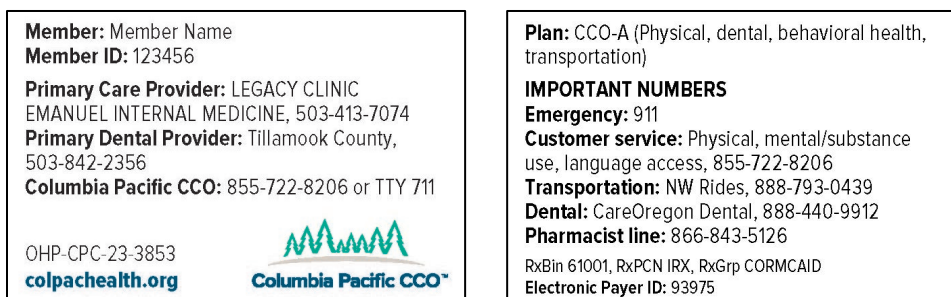 Member: Member Name
Member ID: 123456
Primary Care Provider: LEGACY CLINIC
EMANUEL INTERNAL MEDICINE, 503-413-7074
Primary Dental Provider: Tillamook County,
503-842-2356
Columbia Pacific CCO: 855-722-8206 or TTY 711
OHP-CPC-23-3853
colpachealth.org
Columbia Pacific CCO™
Plan: CCO-A (Physical, dental, behavioral health,
transportation)
IMPORTANT NUMBERS
Emergency: 911
Customer service: Physical, mental/substance
use, language access, 855-722-8206
Transportation: NW Rides, 888-793-0439
Dental: CareOregon Dental, 888-440-9912
Pharmacist line: 866-843-5126
RxBin 61001, RxPCN IRX, RxGrp CORMCAID
Electronic Payer ID: 93975